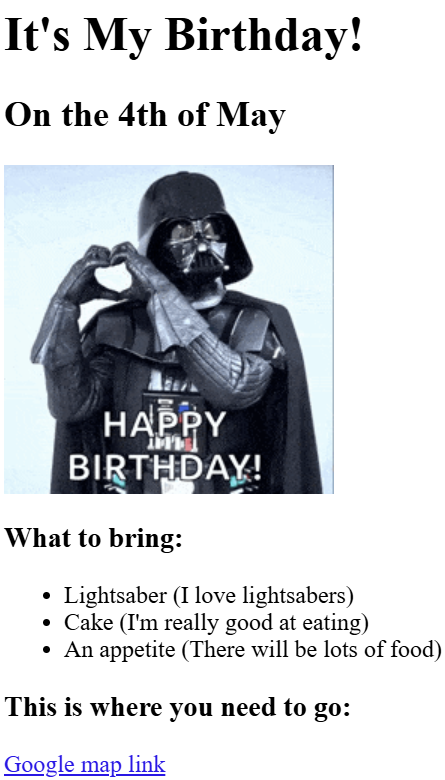 It's My Birthday!
On the 4th of May
HAPPY
BIRTHDAY!
What to bring:
Lightsaber (I love lightsabers)
Cake (I'm really good at eating)
An appetite (There will be lots of food)
This is where you need to go:
Google map link